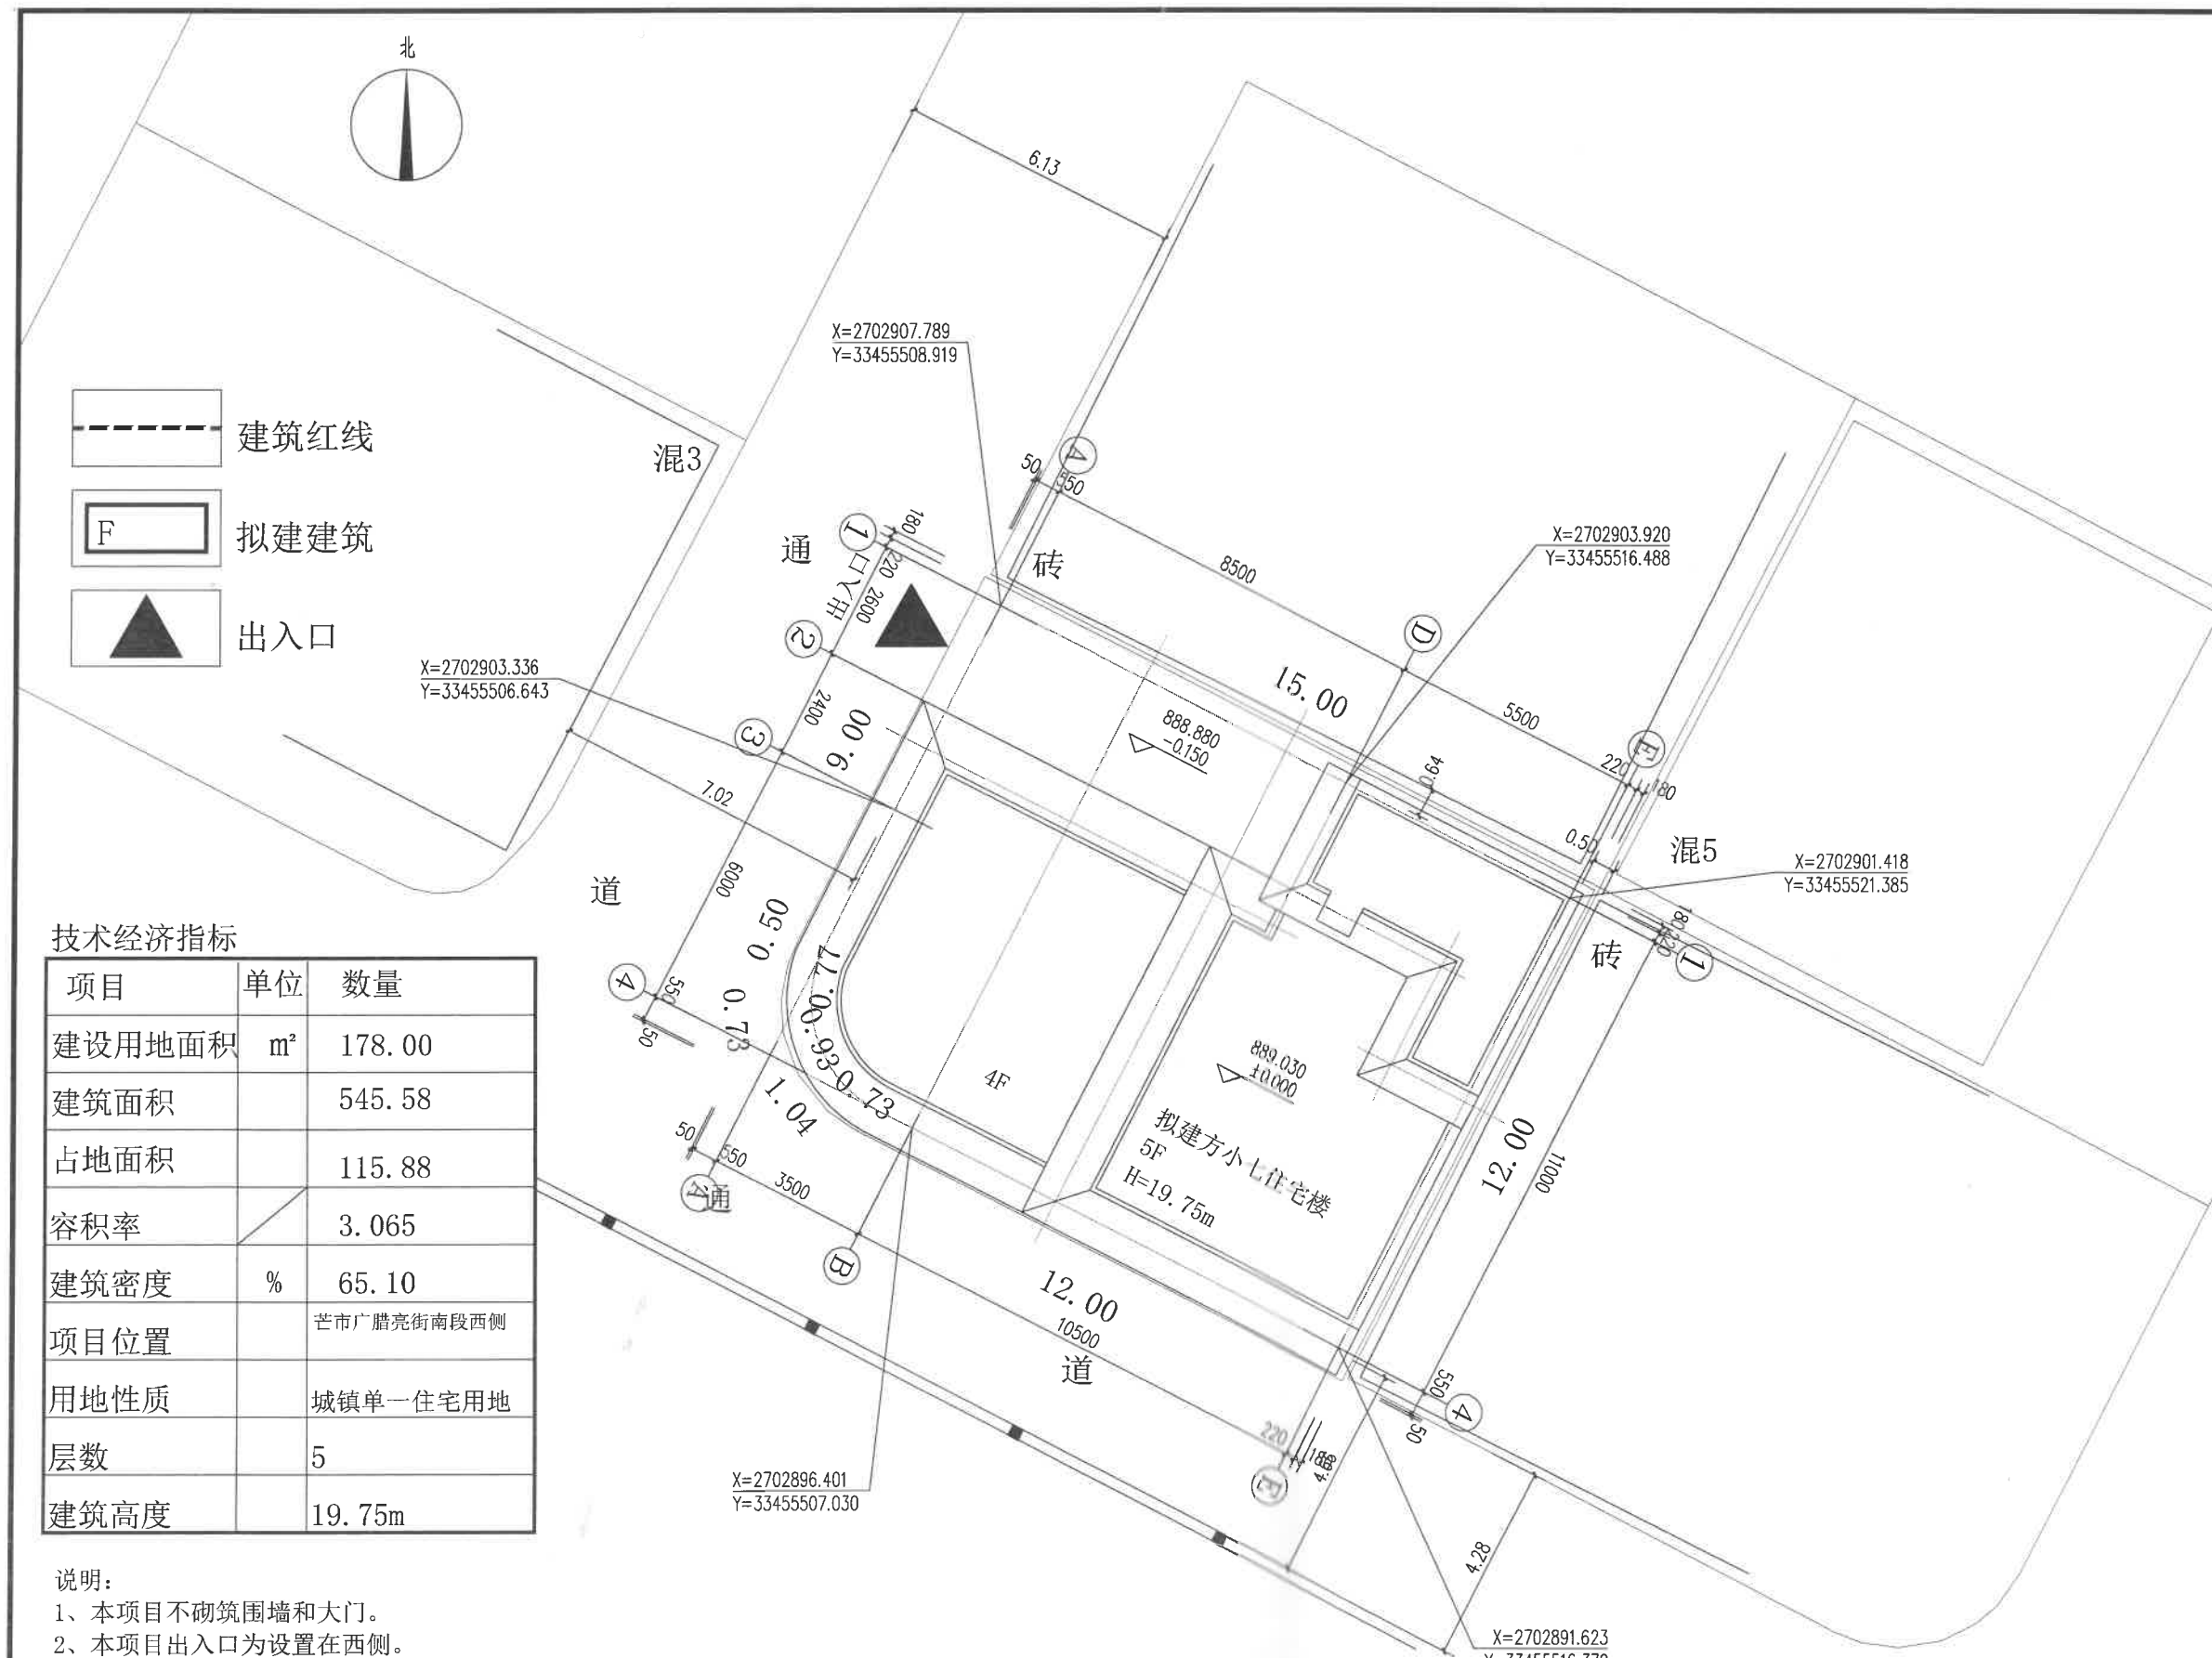 北
6.13
X=2702907.789
Y=33455508.919
建筑红线
混3
50
A
550
F
拟建建筑
通
1
180
220
出入口
2600
砖
8500
X=2702903.920
Y=33455516.488
出入口
2
D
X=2702903.336
Y=33455506.643
2400
15.00
5500
3
9.00
888.880
-0.150
E
220
180
7.02
0.64
0.50
混5
X=2702901.418
Y=33455521.385
道
6000
0.50
0.77
砖
180
220
1
4
550
50
0.73
0.93
0.73
1.04
4F
889.030
±0.000
拟建方小七住宅楼
5F
H=19.75m
12.00
11000
50
550
A
通
3500
B
12.00
10500
道
550
4
50
220
180
E
4.28
X=2702896.401
Y=33455507.030
X=2702891.623
技术经济指标
项目 单位 数量
建设用地面积 m² 178.00
建筑面积 545.58
占地面积 115.88
容积率 3.065
建筑密度 % 65.10
项目位置 芒市广腊亮街南段西侧
用地性质 城镇单一住宅用地
层数 5
建筑高度 19.75m
说明：
1、本项目不砌筑围墙和大门。
2、本项目出入口为设置在西侧。